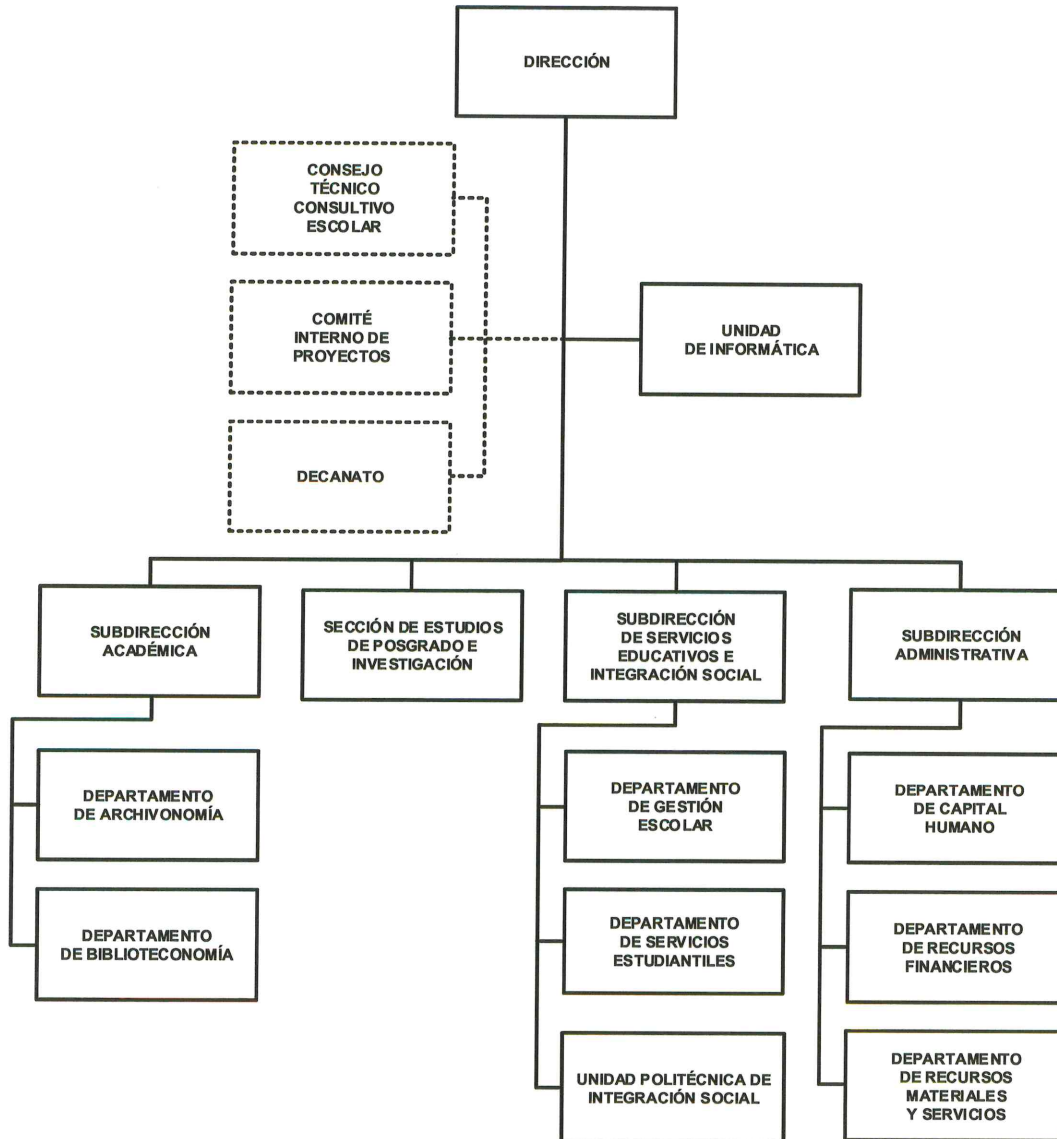 DIRECCIÓN
CONSEJO
TÉCNICO
CONSULTIVO
ESCOLAR
COMITÉ
INTERNO DE
PROYECTOS
UNIDAD
DE INFORMÁTICA
DECANATO
SUBDIRECCIÓN
ACADÉMICA
SECCIÓN DE ESTUDIOS
DE POSGRADO E
INVESTIGACIÓN
SUBDIRECCIÓN
DE SERVICIOS
EDUCATIVOS E
INTEGRACIÓN SOCIAL
SUBDIRECCIÓN
ADMINISTRATIVA
DEPARTAMENTO
DE ARCHIVONOMÍA
DEPARTAMENTO
DE GESTIÓN
ESCOLAR
DEPARTAMENTO
DE CAPITAL
HUMANO
DEPARTAMENTO
DE BIBLIOTECONOMÍA
DEPARTAMENTO
DE SERVICIOS
ESTUDIANTILES
DEPARTAMENTO
DE RECURSOS
FINANCIEROS
UNIDAD POLITÉCNICA DE
INTEGRACIÓN SOCIAL
DEPARTAMENTO
DE RECURSOS
MATERIALES
Y SERVICIOS